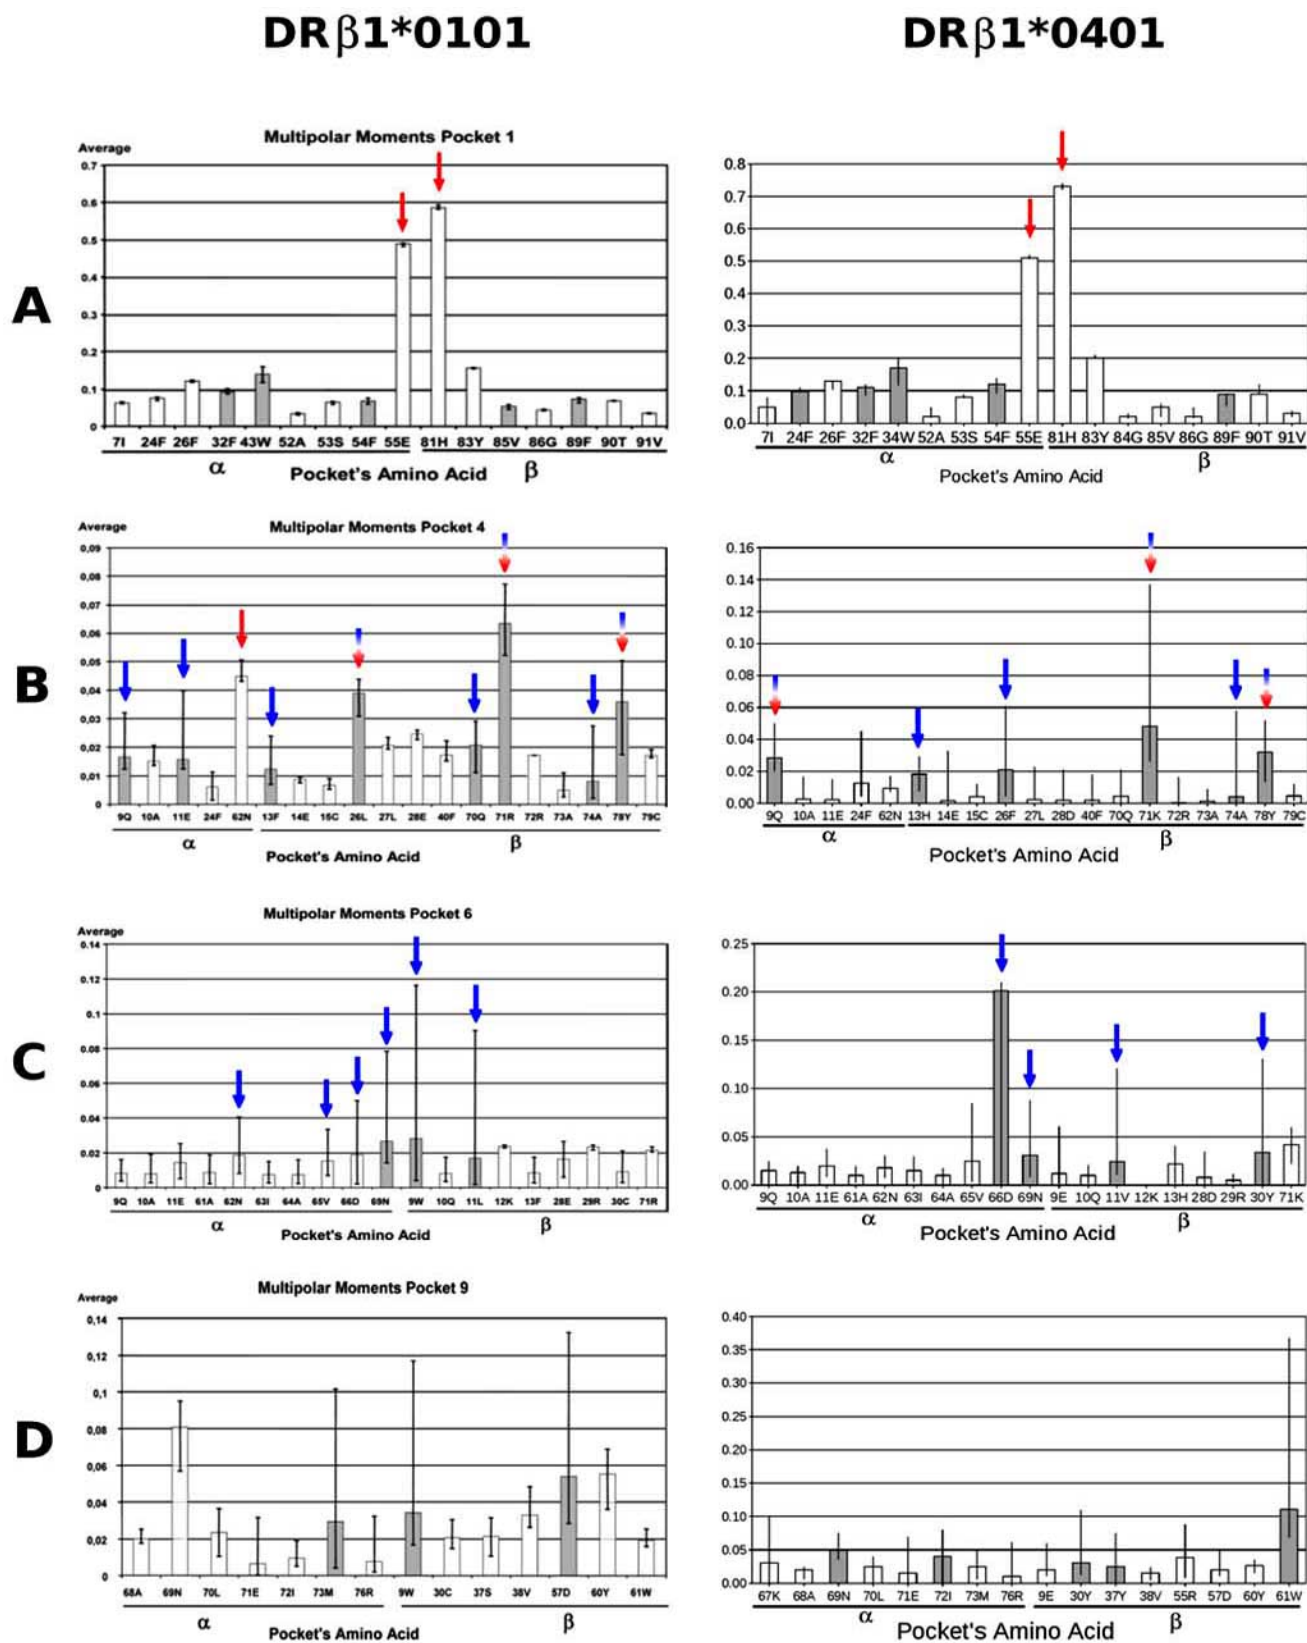 DRβ1*0101
DRβ1*0401
A
Multipolar Moments Pocket 1
Average
0.7
0.6
0.5
0.4
0.3
0.2
0.1
0
7I 24F 26F 32F 43W 52A 53S 54F 55E 81H 83Y 85V 86G 89F 90T 91V
α
β
Pocket's Amino Acid
0.8
0.7
0.6
0.5
0.4
0.3
0.2
0.1
0.0
7I 24F 26F 32F 34W 52A 53S 54F 55E 81H 83Y 84G 85V 86G 89F 90T 91V
α
β
Pocket's Amino Acid
B
Average
Multipolar Moments Pocket 4
0,09
0,08
0,07
0,06
0,05
0,04
0,03
0,02
0,01
0
9Q 10A 11E 24F 62N 13F 14E 15C 26L 27L 28E 40F 70Q 71R 72R 73A 74A 78Y 79C
α
β
Pocket's Amino Acid
0.16
0.14
0.12
0.10
0.08
0.06
0.04
0.02
0.00
9Q 10A 11E 24F 62N 13H 14E 15C 26F 27L 28D 40F 70Q 71K 72R 73A 74A 78Y 79C
α
β
Pocket's Amino Acid
C
Multipolar Moments Pocket 6
Average
0.14
0.12
0.1
0.08
0.06
0.04
0.02
0
9Q 10A 11E 61A 62N 63I 64A 65V 66D 69N 9W 10Q 11L 12K 13F 28E 29R 30C 71R
α
β
Pocket's Amino Acid
0.25
0.20
0.15
0.10
0.05
0.00
9Q 10A 11E 61A 62N 63I 64A 65V 66D 69N 9E 10Q 11V 12K 13H 28D 29R 30Y 71K
α
β
Pocket's Amino Acid
D
Multipolar Moments Pocket 9
Average
0,14
0,12
0,1
0,08
0,06
0,04
0,02
0
68A 69N 70L 71E 72I 73M 76R 9W 30C 37S 38V 57D 60Y 61W
α
β
Pocket's Amino Acid
0.40
0.35
0.30
0.25
0.20
0.15
0.10
0.05
0.00
67K 68A 69N 70L 71E 72I 73M 76R 9E 30Y 37Y 38V 55R 57D 60Y 61W
α
β
Pocket's Amino Acid